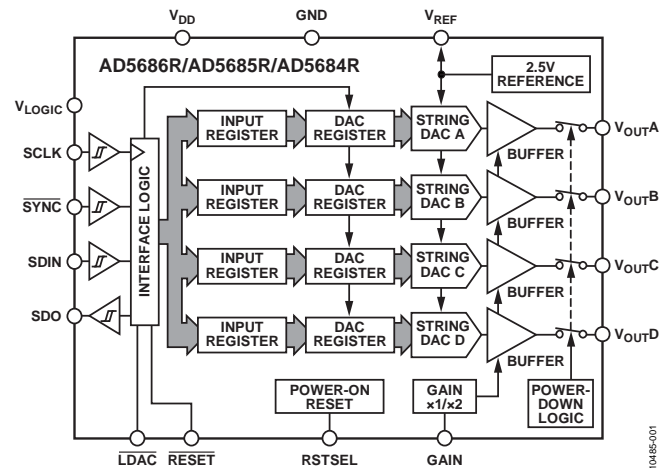 VDD
GND
VREF
AD5686R/AD5685R/AD5684R
2.5V
REFERENCE
VLOGIC
SCLK
SYNC
SDIN
SDO
INTERFACE LOGIC
INPUT
REGISTER
DAC
REGISTER
STRING
DAC A
BUFFER
VOUTA
INPUT
REGISTER
DAC
REGISTER
STRING
DAC B
BUFFER
VOUTB
INPUT
REGISTER
DAC
REGISTER
STRING
DAC C
BUFFER
VOUTC
INPUT
REGISTER
DAC
REGISTER
STRING
DAC D
BUFFER
VOUTD
POWER-ON
RESET
GAIN
×1/×2
POWER-
DOWN
LOGIC
LDAC
RESET
RSTSEL
GAIN
10485-001